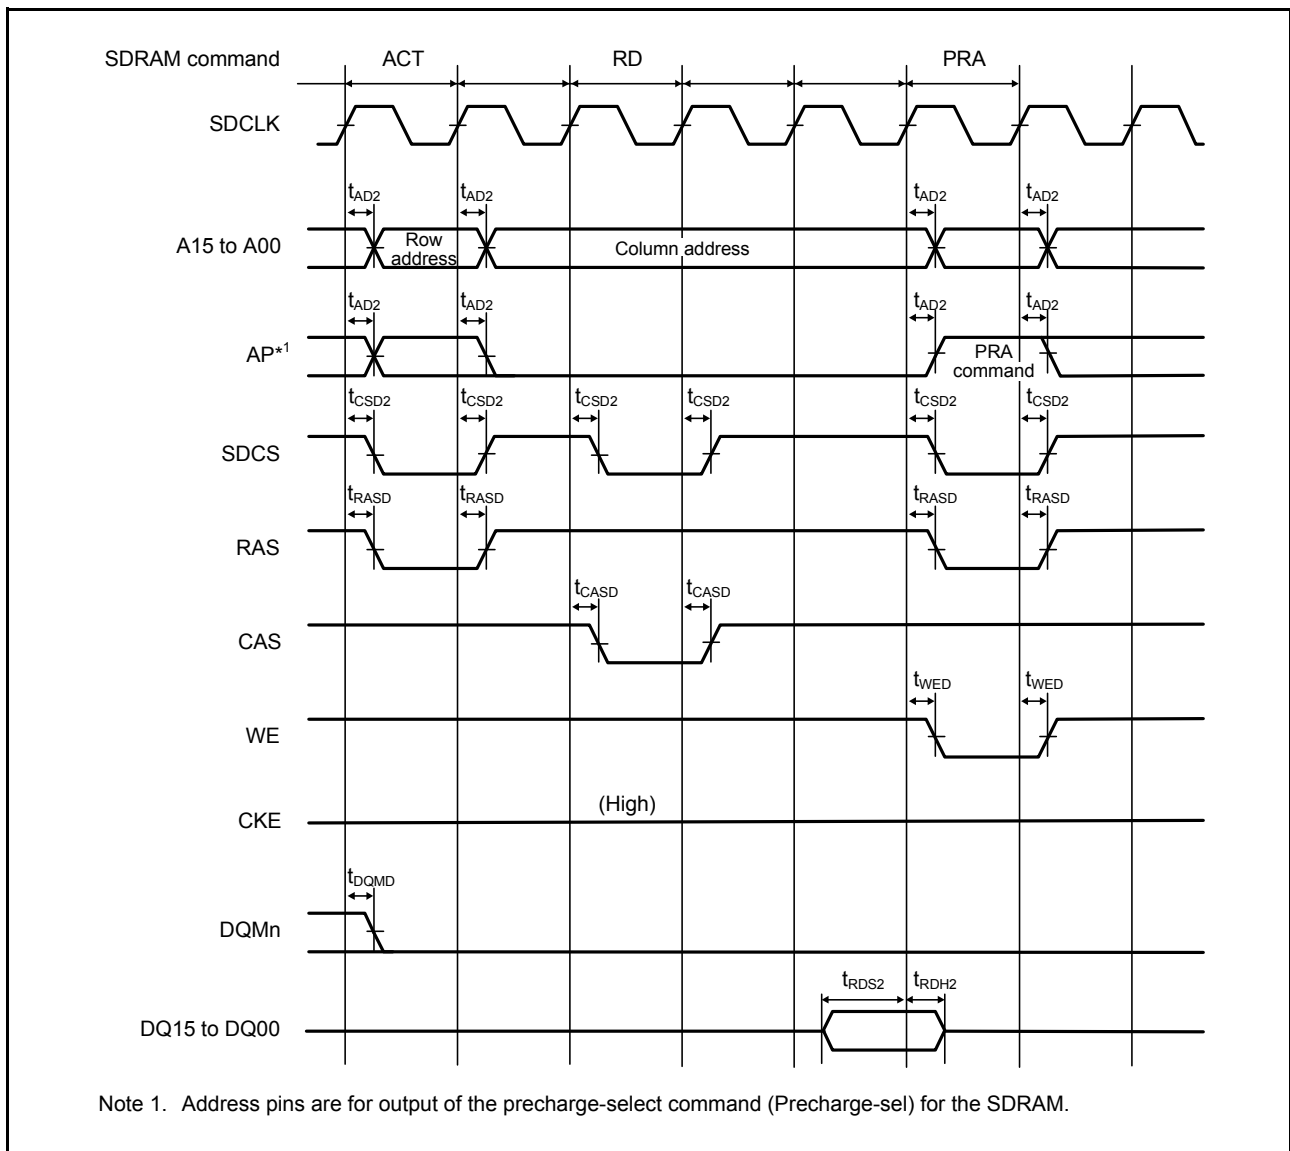 SDRAM command ACT RD PRA
SDCLK
tAD2 tAD2 tAD2 tAD2
A15 to A00 Row address Column address
tAD2 tAD2 tAD2 tAD2
AP*1 PRA command
tCSD2 tCSD2 tCSD2 tCSD2 tCSD2 tCSD2
SDCS
tRASD tRASD tRASD tRASD
RAS
tCASD tCASD
CAS
tWED tWED
WE
(High)
CKE
tDQMD
DQMn
tRDS2 tRDH2
DQ15 to DQ00
Note 1. Address pins are for output of the precharge-select command (Precharge-sel) for the SDRAM.